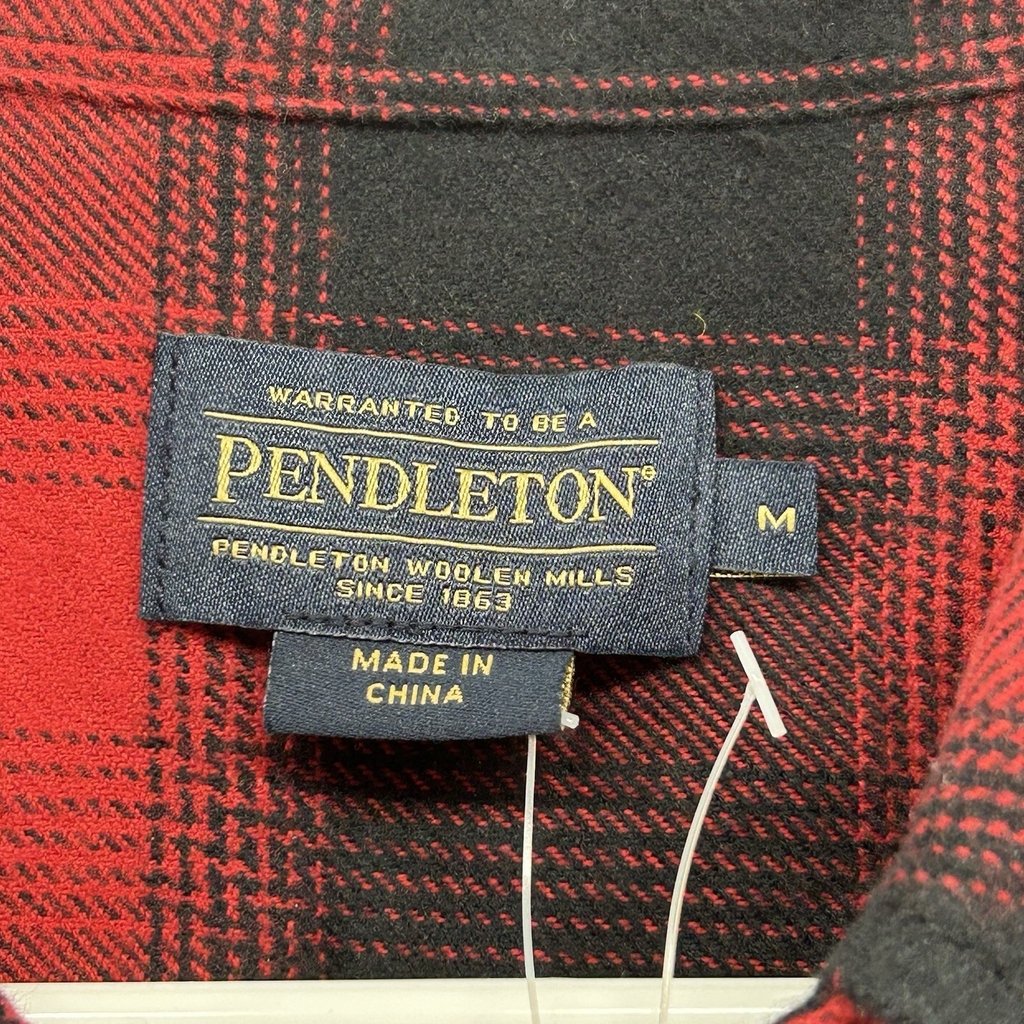 WARRANTED TO BE A
PENDLETON®
PENDLETON WOOLEN MILLS
SINCE 1863
M
MADE IN
CHINA